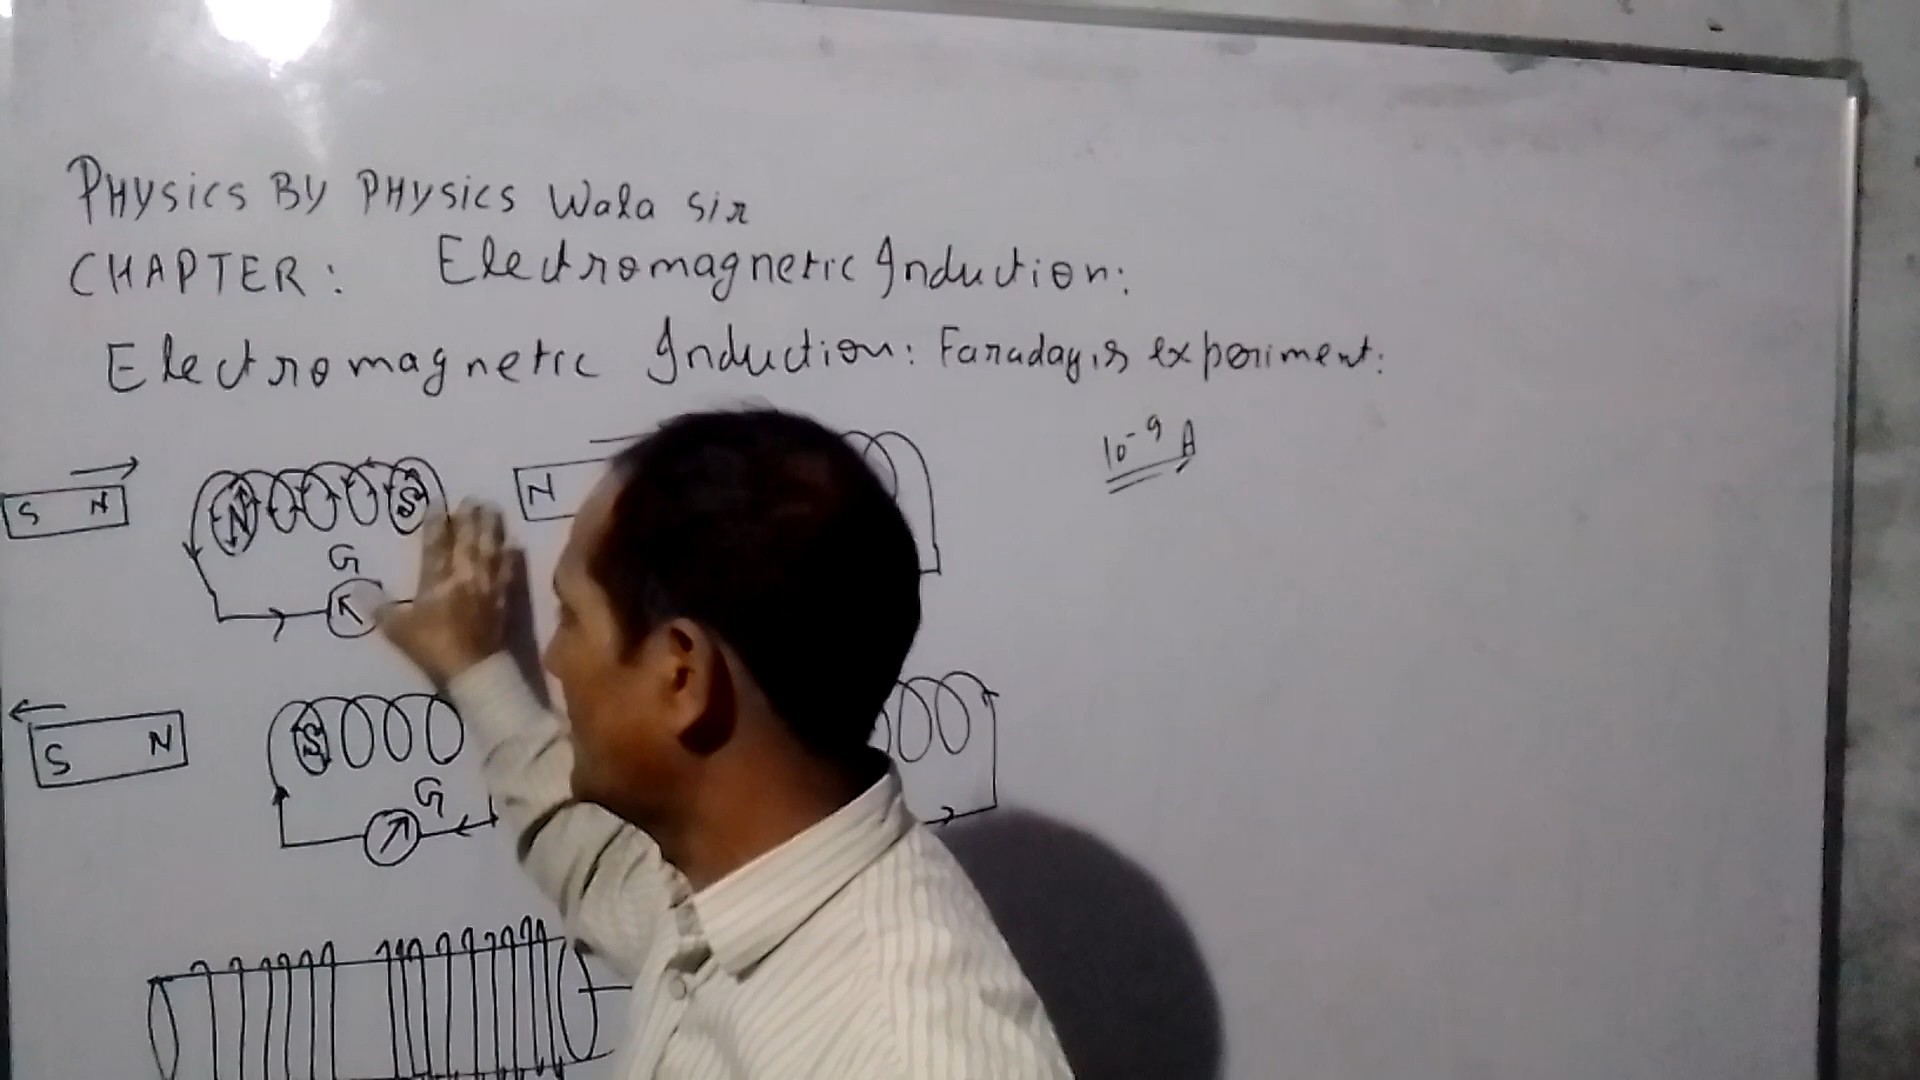 PHYSICS BY PHYSICS Wala Sir
CHAPTER: Electromagnetic Induction:
Electromagnetic Induction: Faraday,s experiment:
10⁻⁹ A
S N
N S
N
G
S N
S
G